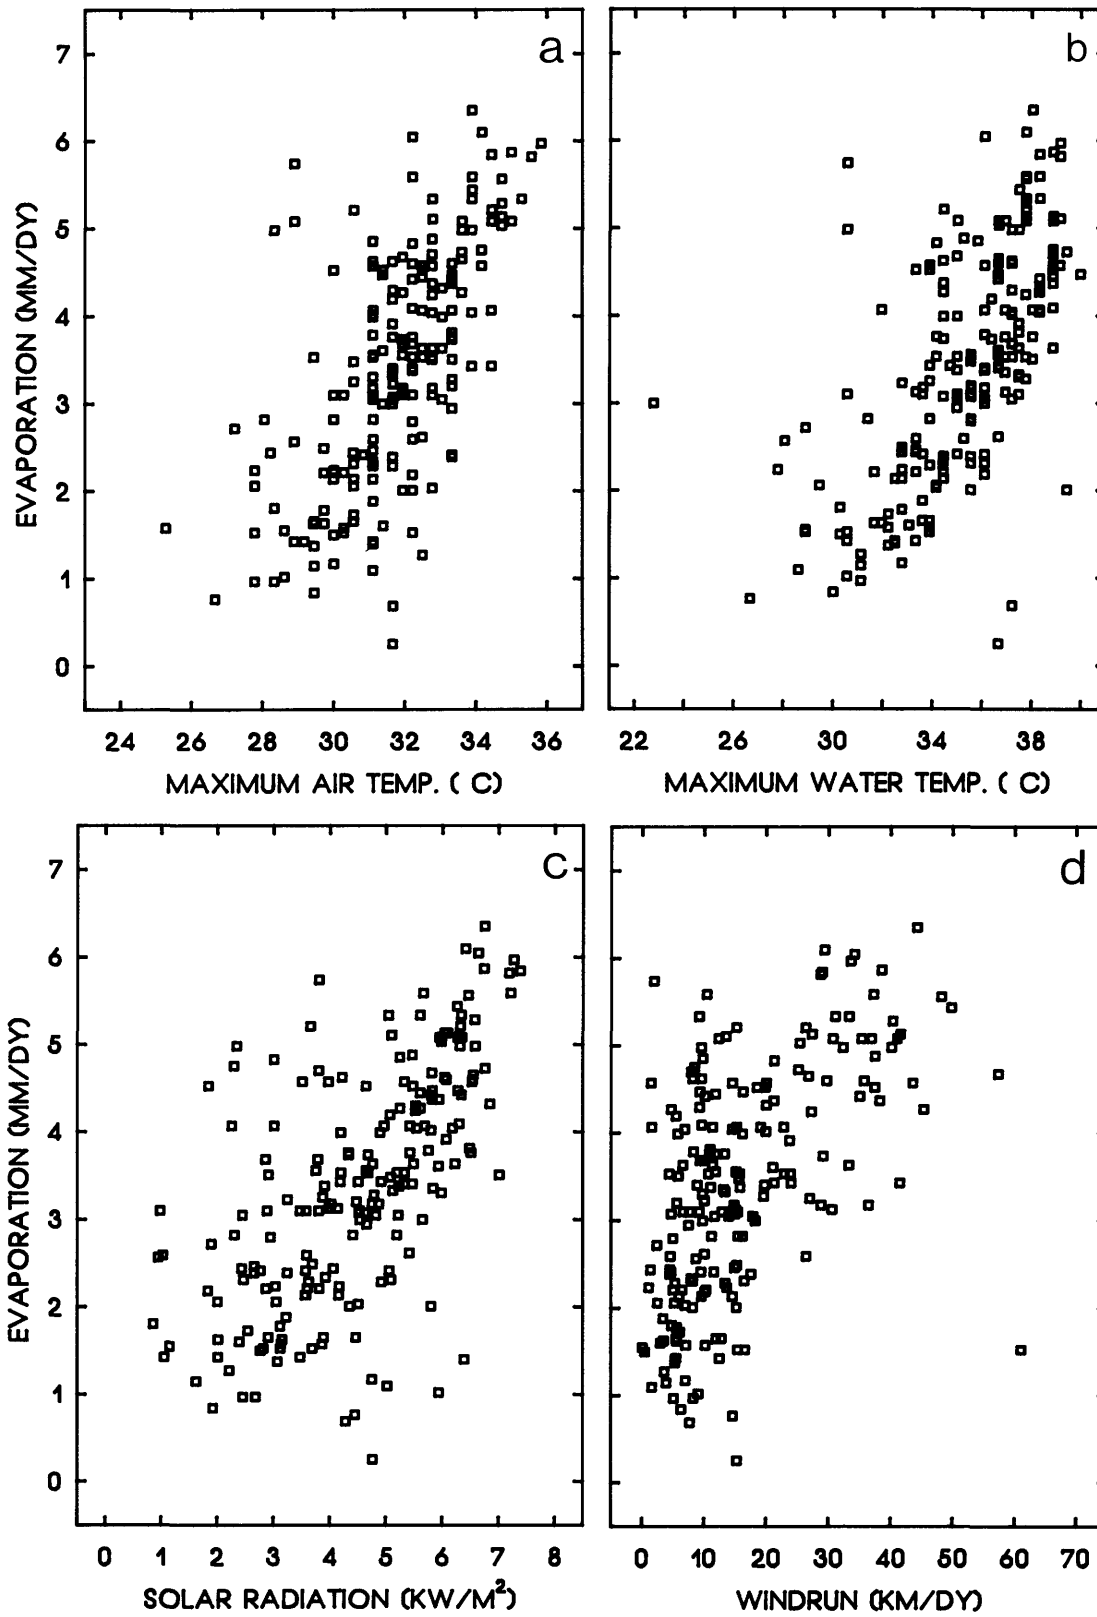 a
b
7
6
5
4
3
2
1
0
EVAPORATION (MM/DY)
24 26 28 30 32 34 36
MAXIMUM AIR TEMP. ( C)
22 26 30 34 38
MAXIMUM WATER TEMP. ( C)
c
d
7
6
5
4
3
2
1
0
EVAPORATION (MM/DY)
0 1 2 3 4 5 6 7 8
SOLAR RADIATION (KW/M²)
0 10 20 30 40 50 60 70
WINDRUN (KM/DY)